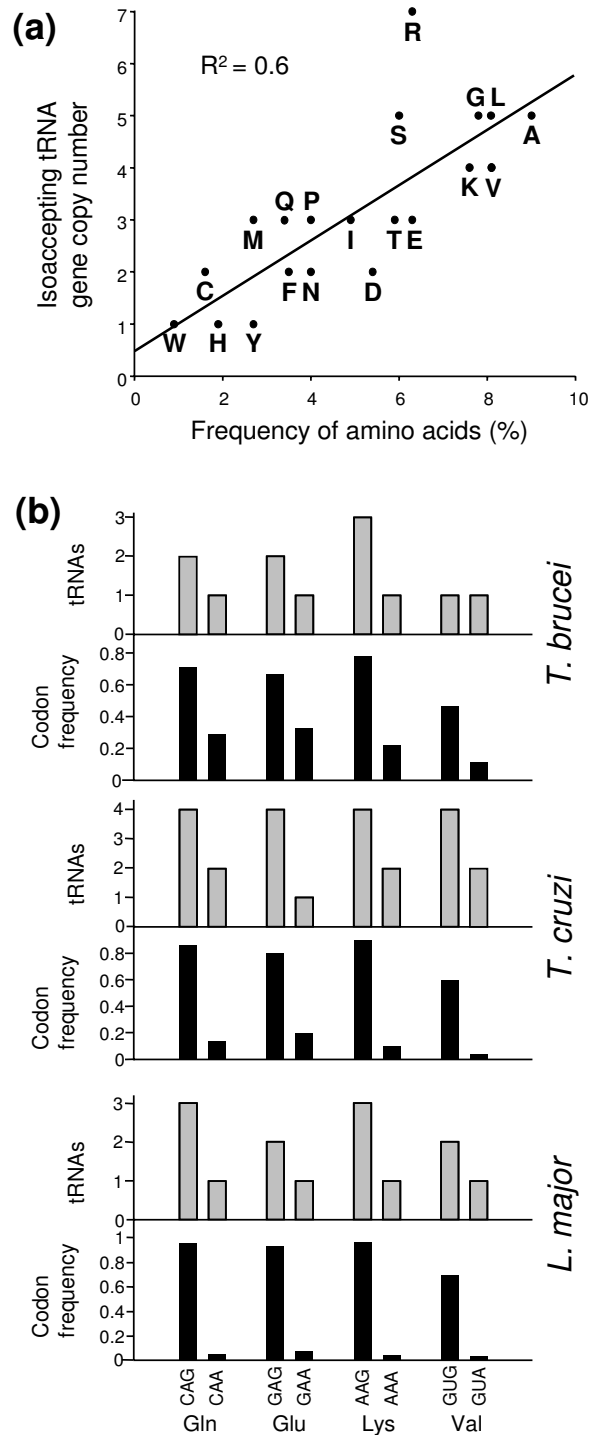 (a)
R² = 0.6
Isoaccepting tRNA
gene copy number
7
6
5
4
3
2
1
0
R
G L
S
A
K V
Q P
M
I
T E
C
F N
D
W
H
Y
0 2 4 6 8 10
Frequency of amino acids (%)
(b)
tRNAs
3
2
1
0
Codon
frequency
0.8
0.6
0.4
0.2
0
T. brucei
tRNAs
4
3
2
1
0
Codon
frequency
0.8
0.6
0.4
0.2
0
T. cruzi
tRNAs
3
2
1
0
Codon
frequency
1
0.8
0.6
0.4
0.2
0
L. major
CAG CAA GAG GAA AAG AAA GUG GUA
Gln Glu Lys Val